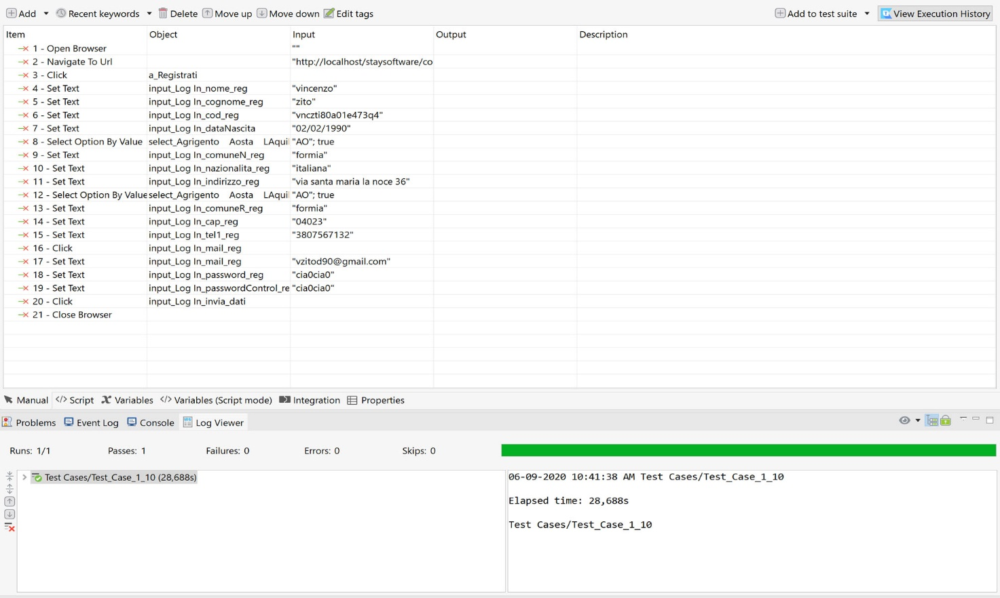 Add Recent keywords Delete Move up Move down Edit tags Add to test suite View Execution History
Item Object Input Output Description
1 - Open Browser ""
2 - Navigate To Url "http://localhost/staysoftware/co
3 - Click a_Registrati
4 - Set Text input_Log In_nome_reg "vincenzo"
5 - Set Text input_Log In_cognome_reg "zito"
6 - Set Text input_Log In_cod_reg "vnczti80a01e473q4"
7 - Set Text input_Log In_dataNascita "02/02/1990"
8 - Select Option By Value select_Agrigento Aosta LAquil "AO"; true
9 - Set Text input_Log In_comuneN_reg "formia"
10 - Set Text input_Log In_nazionalita_reg "italiana"
11 - Set Text input_Log In_indirizzo_reg "via santa maria la noce 36"
12 - Select Option By Value select_Agrigento Aosta LAquil "AO"; true
13 - Set Text input_Log In_comuneR_reg "formia"
14 - Set Text input_Log In_cap_reg "04023"
15 - Set Text input_Log In_tel1_reg "3807567132"
16 - Click input_Log In_mail_reg
17 - Set Text input_Log In_mail_reg "vzitod90@gmail.com"
18 - Set Text input_Log In_password_reg "cia0cia0"
19 - Set Text input_Log In_passwordControl_re "cia0cia0"
20 - Click input_Log In_invia_dati
21 - Close Browser
Manual </> Script Variables </> Variables (Script mode) Integration Properties
Problems Event Log Console Log Viewer
Runs: 1/1 Passes: 1 Failures: 0 Errors: 0 Skips: 0
Test Cases/Test_Case_1_10 (28,688s)
06-09-2020 10:41:38 AM Test Cases/Test_Case_1_10
Elapsed time: 28,688s
Test Cases/Test_Case_1_10